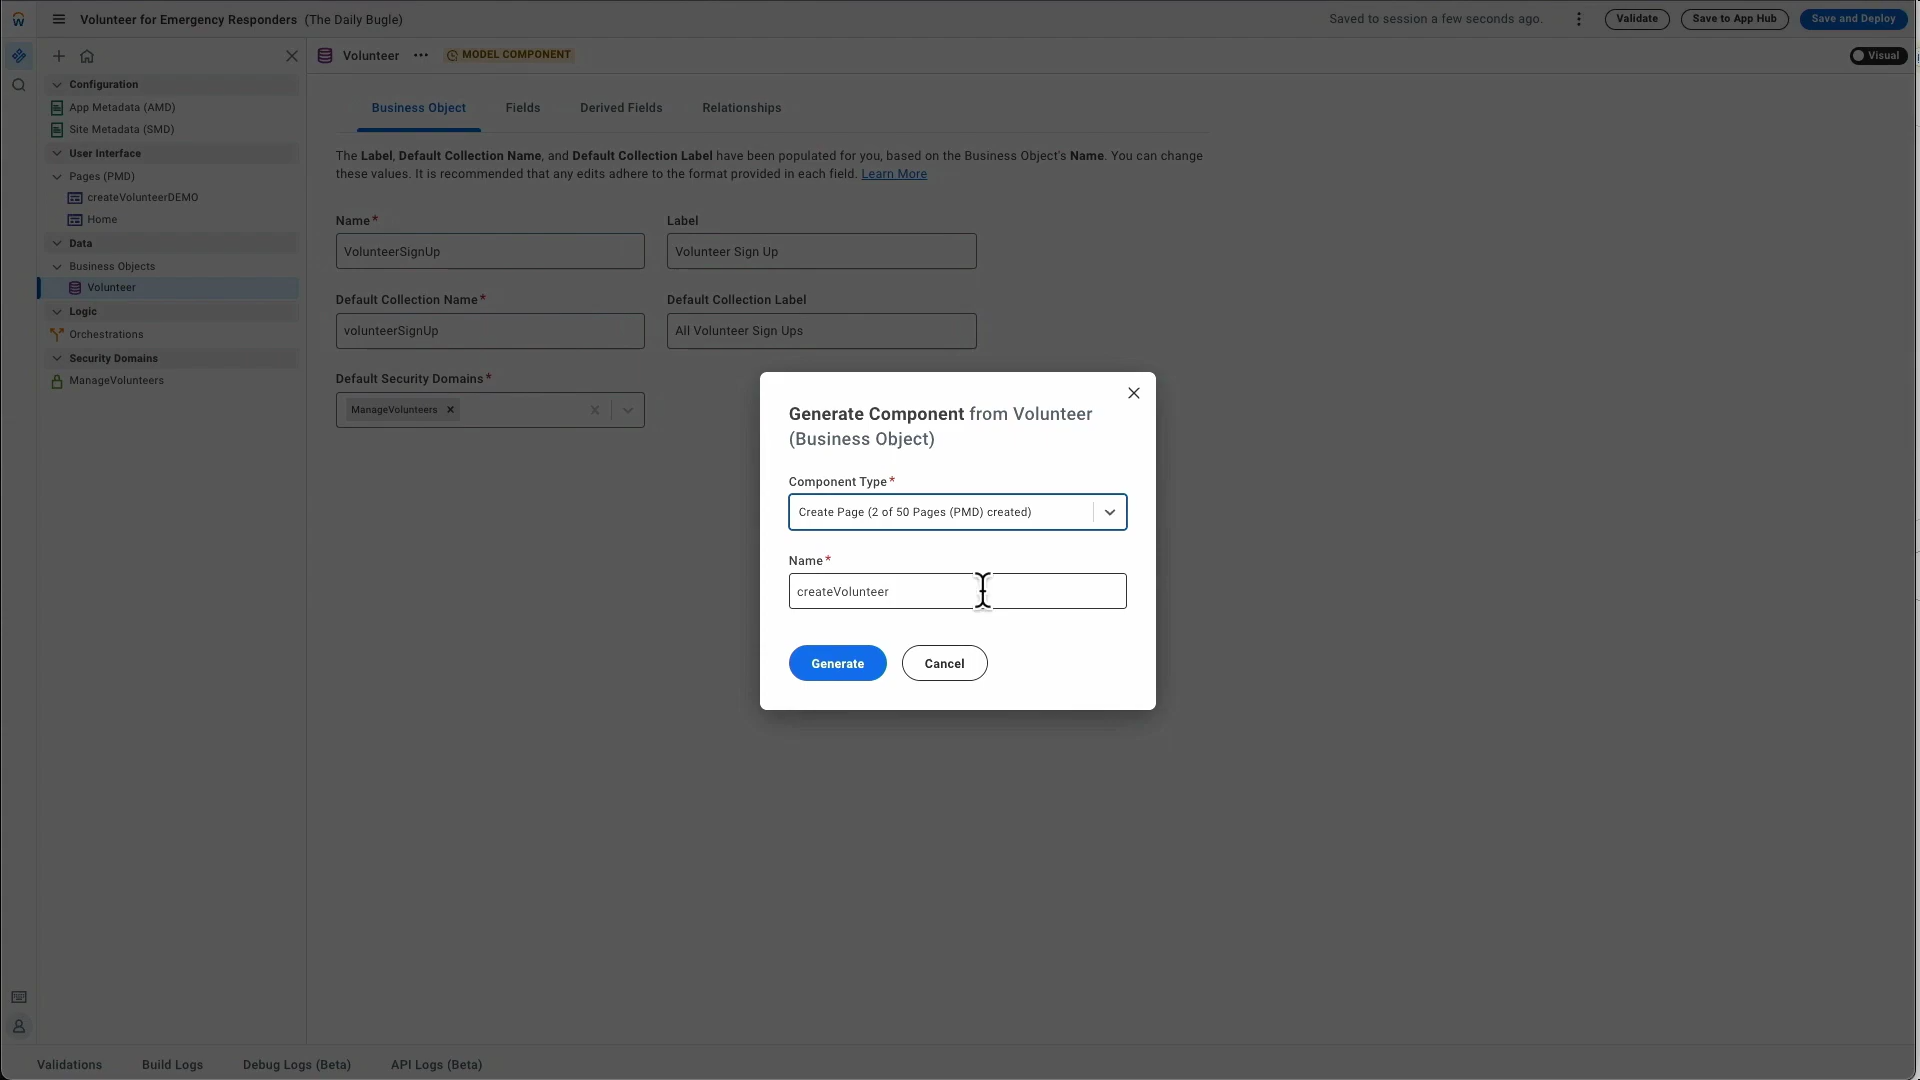 Volunteer for Emergency Responders (The Daily Bugle)
Saved to session a few seconds ago.
Validate
Save to App Hub
Save and Deploy
Configuration
App Metadata (AMD)
Site Metadata (SMD)
User Interface
Pages (PMD)
createVolunteerDEMO
Home
Data
Business Objects
Volunteer
Logic
Orchestrations
Security Domains
ManageVolunteers
Volunteer
MODEL COMPONENT
Visual
Business Object
Fields
Derived Fields
Relationships
The Label, Default Collection Name, and Default Collection Label have been populated for you, based on the Business Object's Name. You can change
these values. It is recommended that any edits adhere to the format provided in each field. Learn More
Name*
Label
VolunteerSignUp
Volunteer Sign Up
Default Collection Name*
Default Collection Label
volunteerSignUp
All Volunteer Sign Ups
Default Security Domains*
ManageVolunteers
Generate Component from Volunteer
(Business Object)
Component Type*
Create Page (2 of 50 Pages (PMD) created)
Name*
createVolunteer
Generate
Cancel
Validations
Build Logs
Debug Logs (Beta)
API Logs (Beta)